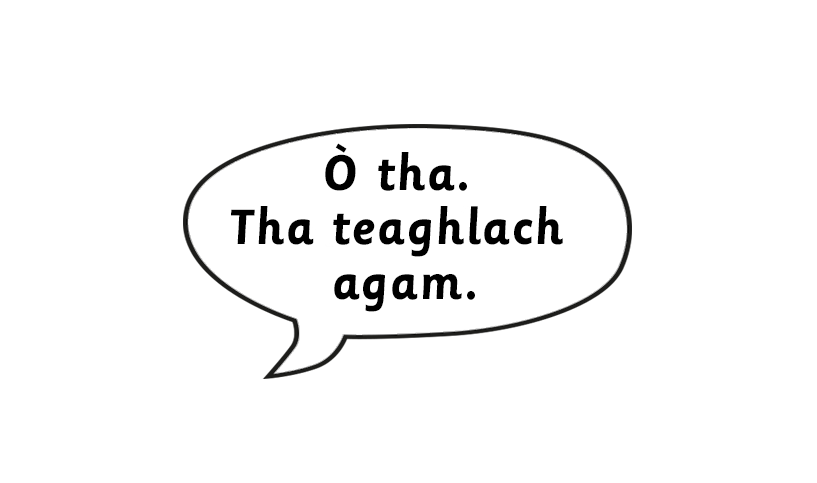 Ò tha.
Tha teaghlach
agam.